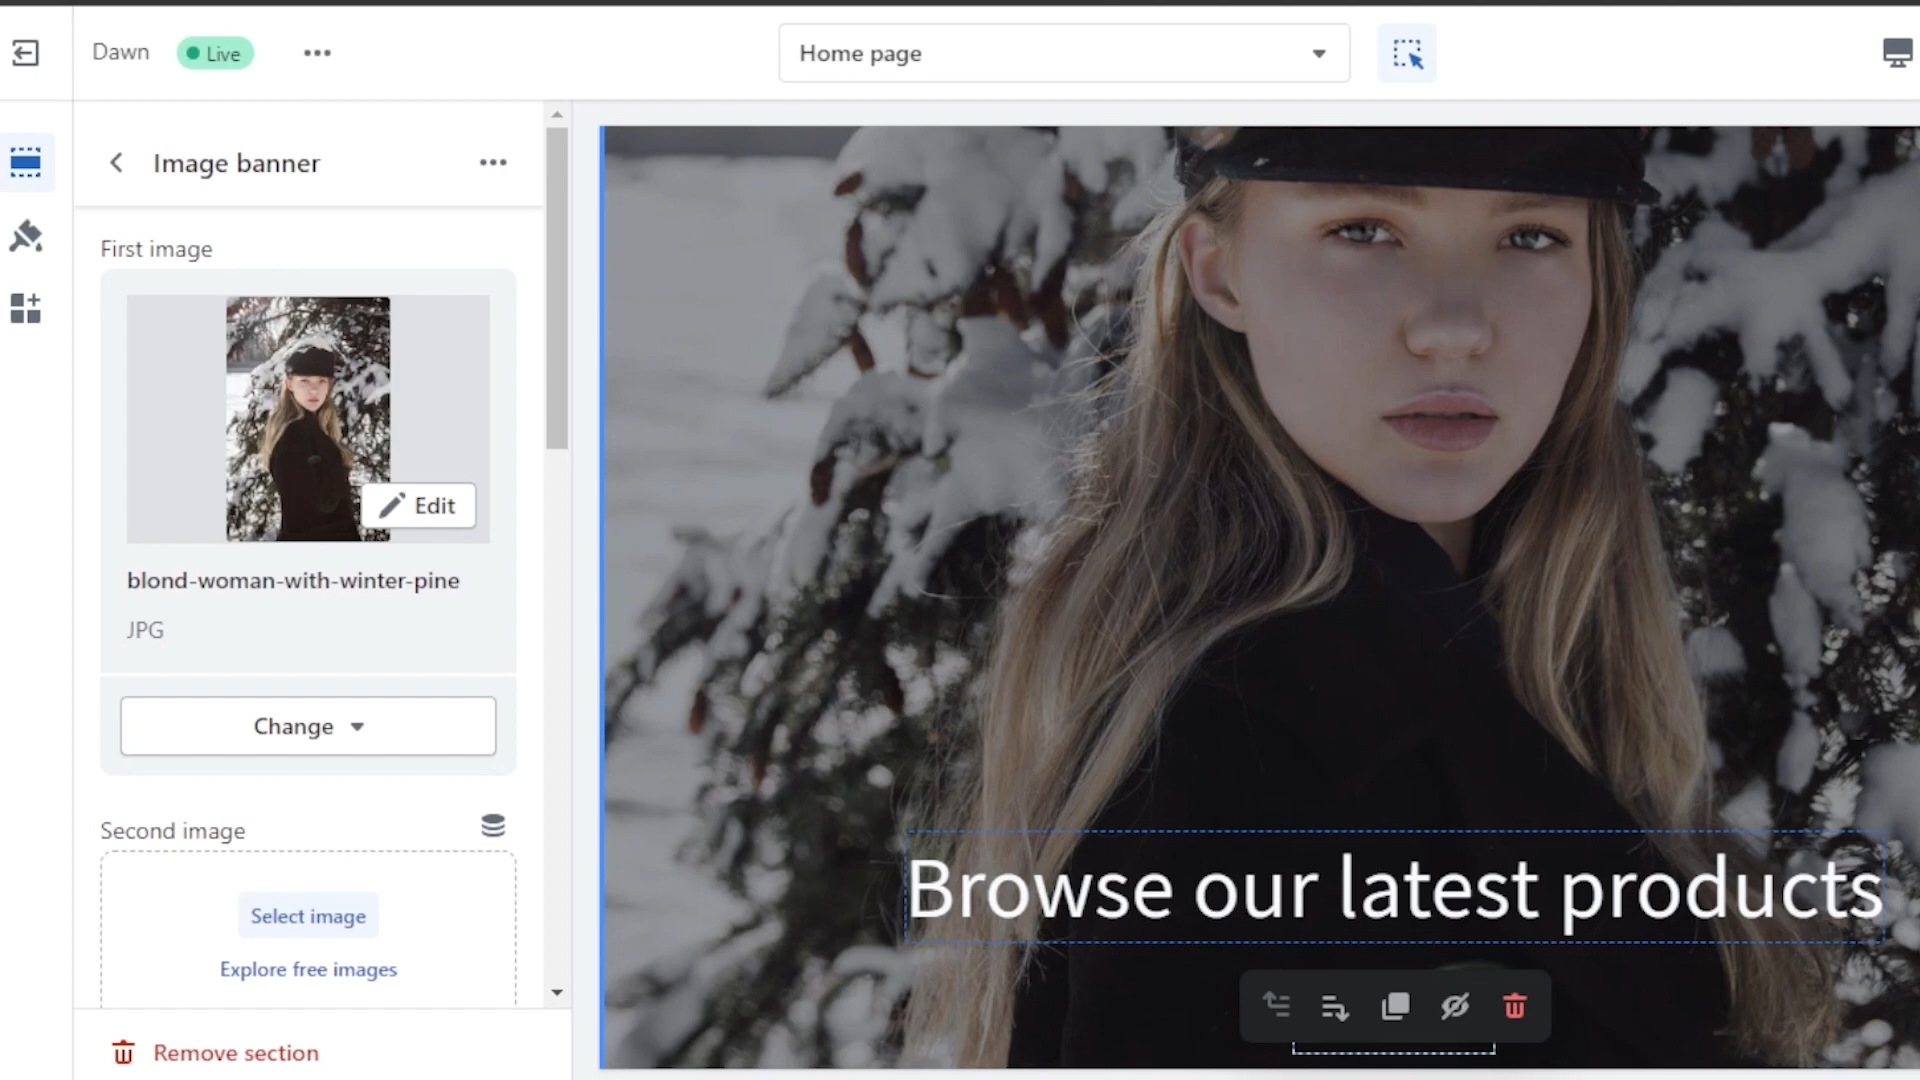 Dawn
Live
Home page
Image banner
First image
Edit
blond-woman-with-winter-pine
JPG
Change
Second image
Select image
Explore free images
Remove section
Browse our latest products